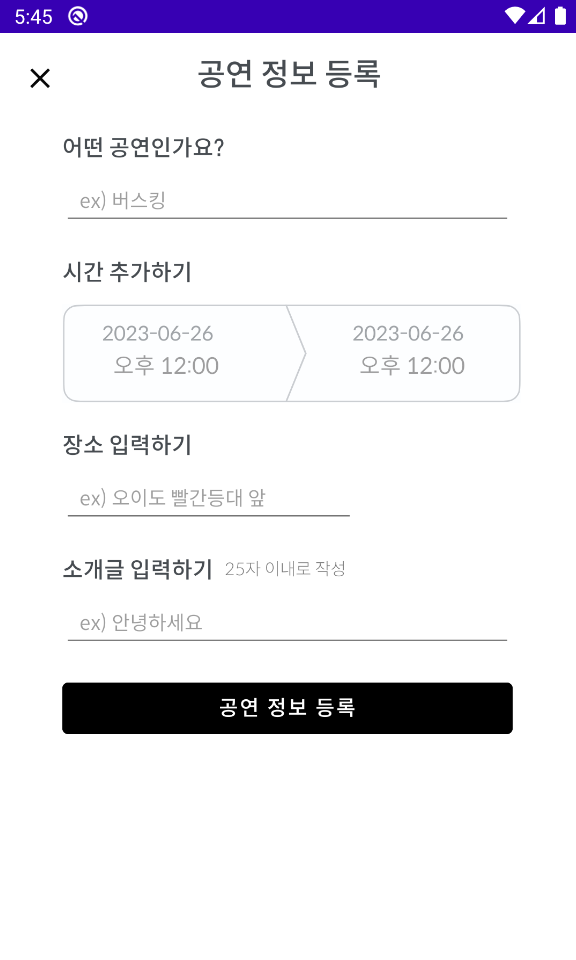 5:45
공연 정보 등록
어떤 공연인가요?
ex) 버스킹
시간 추가하기
2023-06-26
오후 12:00
2023-06-26
오후 12:00
장소 입력하기
ex) 오이도 빨간등대 앞
소개글 입력하기 25자 이내로 작성
ex) 안녕하세요
공연 정보 등록